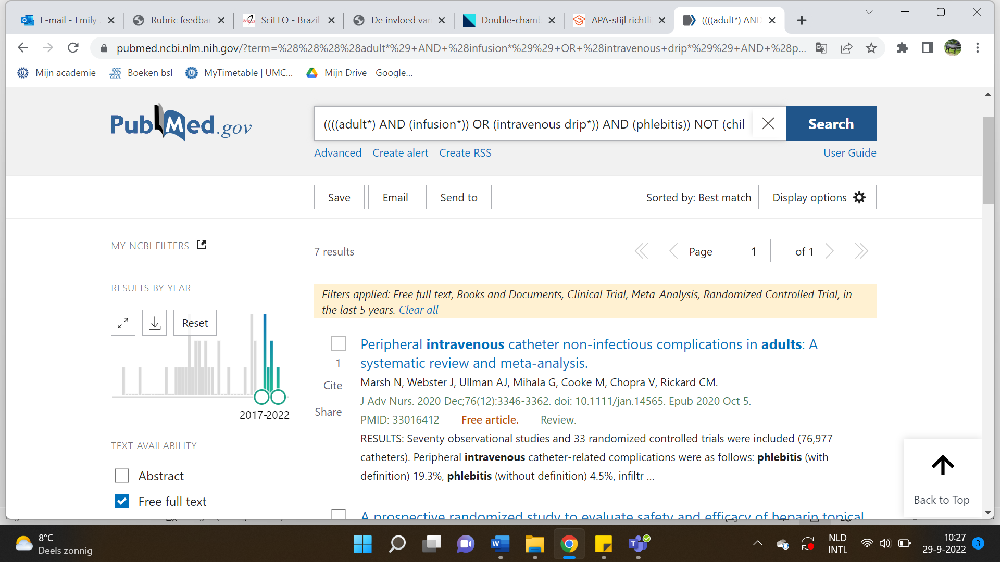 E-mail - Emily
Rubric feedba
SciELO - Brazil
De invloed van
Double-chamb
APA-stijl richtli
((((adult*) AND
pubmed.ncbi.nlm.nih.gov/?term=%28%28%28%28adult*%29+AND+%28infusion*%29%29+OR+%28intravenous+drip*%29%29+AND+%28p...
Mijn academie
Boeken bsl
MyTimetable | UMC...
Mijn Drive - Google...
PubMed.gov
((((adult*) AND (infusion*)) OR (intravenous drip*)) AND (phlebitis)) NOT (chil
Search
Advanced
Create alert
Create RSS
User Guide
Save
Email
Send to
Sorted by: Best match
Display options
MY NCBI FILTERS
7 results
Page
1
of 1
RESULTS BY YEAR
Filters applied: Free full text, Books and Documents, Clinical Trial, Meta-Analysis, Randomized Controlled Trial, in
the last 5 years. Clear all
Reset
2017-2022
1
Cite
Share
Peripheral intravenous catheter non-infectious complications in adults: A
systematic review and meta-analysis.
Marsh N, Webster J, Ullman AJ, Mihala G, Cooke M, Chopra V, Rickard CM.
J Adv Nurs. 2020 Dec;76(12):3346-3362. doi: 10.1111/jan.14565. Epub 2020 Oct 5.
PMID: 33016412
Free article.
Review.
RESULTS: Seventy observational studies and 33 randomized controlled trials were included (76,977
catheters). Peripheral intravenous catheter-related complications were as follows: phlebitis (with
definition) 19.3%, phlebitis (without definition) 4.5%, infiltr ...
TEXT AVAILABILITY
Abstract
Free full text
A prospective randomized study to evaluate safety and efficacy of heparin topical
Back to Top
8°C
Deels zonnig
NLD
INTL
10:27
29-9-2022
3